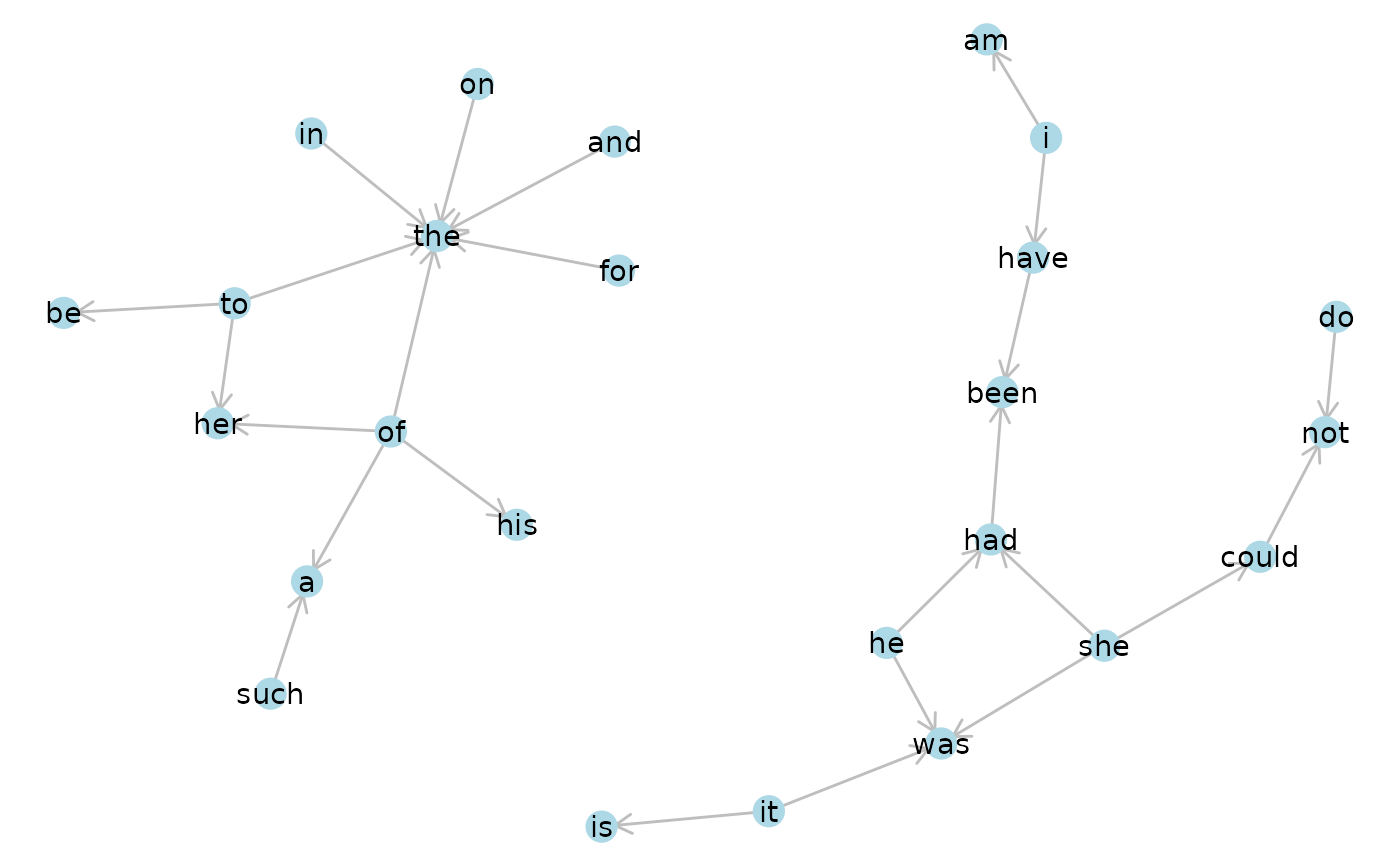 am
on
in
and
i
the
have
for
be
to
do
been
her
of
not
his
had
could
a
he
she
such
was
it
is